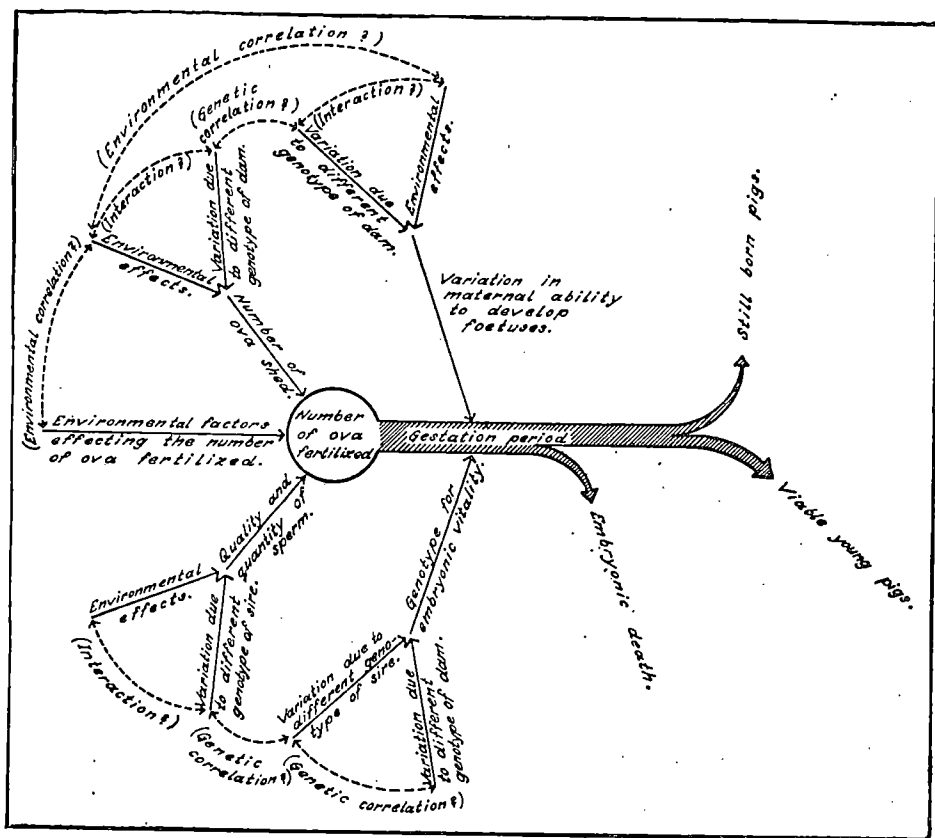 (Environmental correlation ?)
(Genetic
correlation ?)
(Interaction ?)
Variation due
to different
genotype of dam.
Environmental
effects.
(Interaction ?)
Variation due
to different
genotype of dam.
Environmental
effects.
(Environmental correlation ?)
Number of
ova shed.
Variation in
maternal ability
to develop
foetuses.
Still born pigs.
Environmental factors
effecting the number
of ova fertilized.
Number
of ova
fertilized
Gestation period
Viable young pigs.
Embryonic death.
Quality and
quantity of
sperm.
Environmental
effects.
Variation due
to different
genotype of sire.
(Interaction ?)
Genotype for
embryonic vitality.
Variation due to
different geno-
type of sire.
Variation due
to different
genotype of dam.
(Genetic
correlation ?)
(Genetic correlation ?)